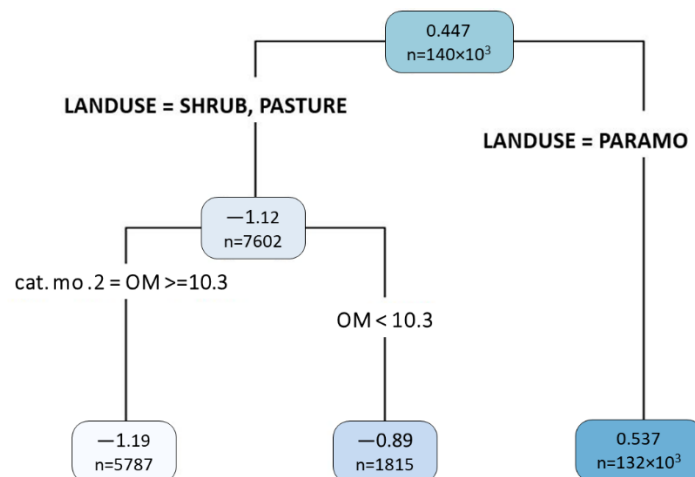 0.447
n=140×10³
LANDUSE = SHRUB, PASTURE
LANDUSE = PARAMO
—1.12
n=7602
cat. mo .2 = OM >=10.3
OM < 10.3
—1.19
n=5787
—0.89
n=1815
0.537
n=132×10³